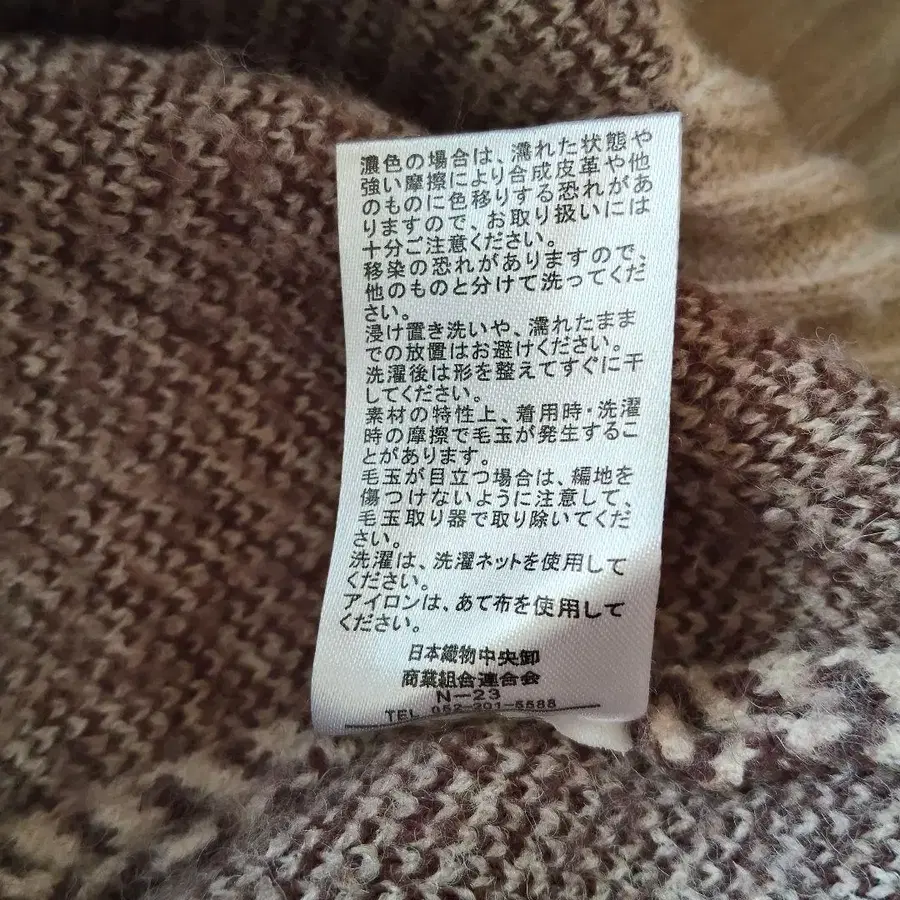 濃色の場合は、濡れた状態や
強い摩擦により合成皮革や他
のものに色移りする恐れがあ
りますので、お取り扱いには
十分ご注意ください。
移染の恐れがありますので、
他のものと分けて洗ってくだ
さい。
浸け置き洗いや、濡れたまま
での放置はお避けください。
洗濯後は形を整えてすぐに干
してください。
素材の特性上、着用時・洗濯
時の摩擦で毛玉が発生するこ
とがあります。
毛玉が目立つ場合は、編地を
傷つけないように注意して、
毛玉取り器で取り除いてくだ
さい。
洗濯は、洗濯ネットを使用して
ください。
アイロンは、あて布を使用して
ください。
日本織物中央卸
商業組合連合会
N-23
TEL 052-201-5585